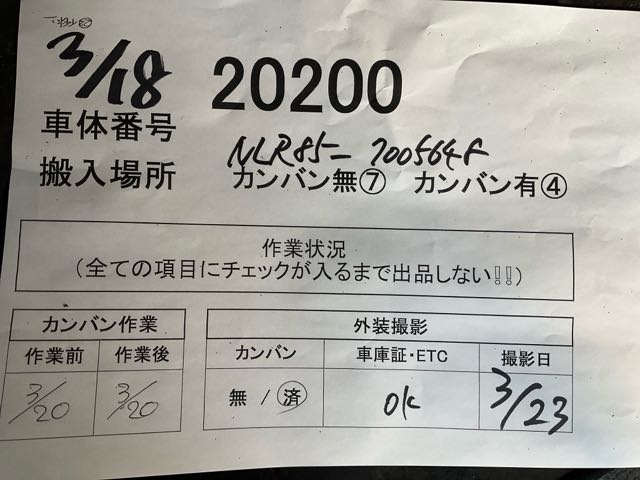 3/18 20200
車体番号 NLR85-
搬入場所 カンバン無⑦ カンバン有④
作業状況
(全ての項目にチェックが入るまで出品しない!!)
カンバン作業 外装撮影
作業前 作業後 カンバン 車庫証・ETC 撮影日
3/20 3/20 無 / 済 ok 3/23